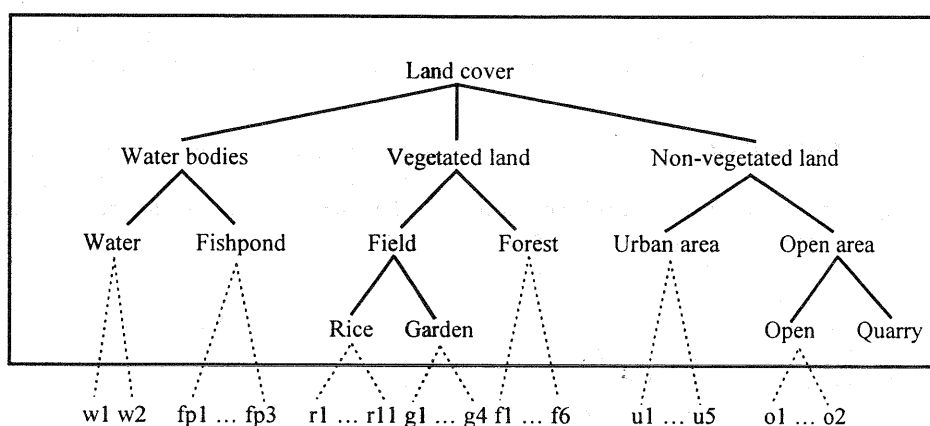 Land cover
Water bodies Vegetated land Non-vegetated land
Water Fishpond Field Forest Urban area Open area
Rice Garden Open Quarry
w1 w2 fp1 ... fp3 r1 ... r11 g1 ... g4 f1 ... f6 u1 ... u5 o1 ... o2